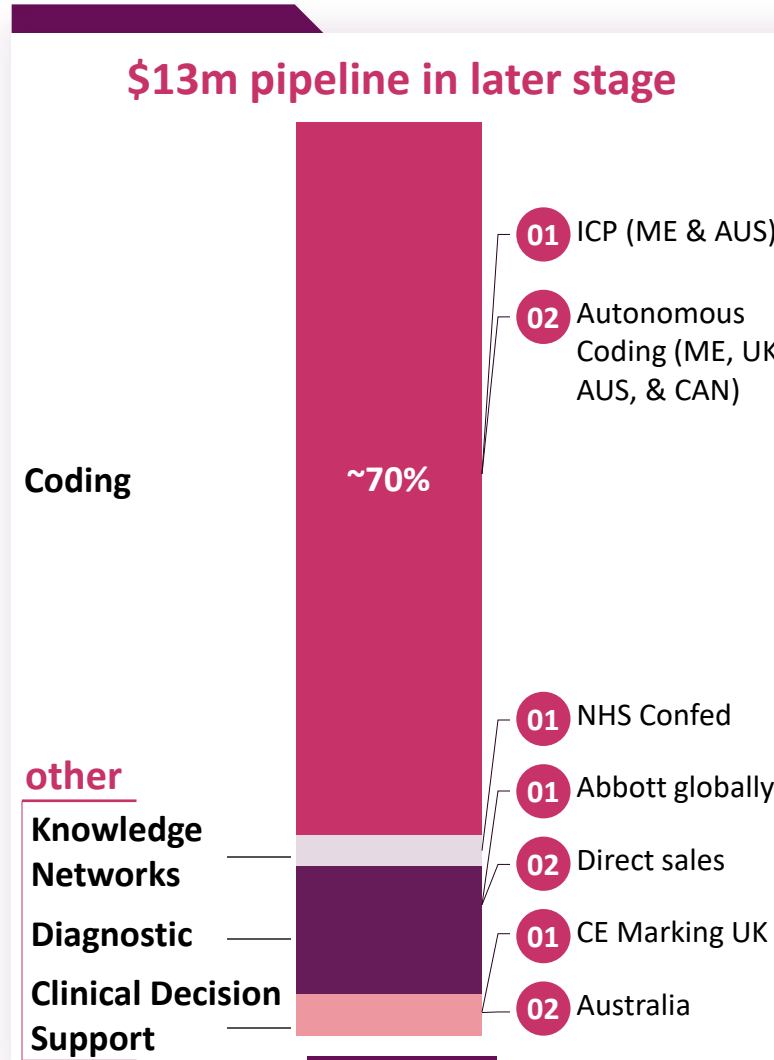 $13m pipeline in later stage
01 ICP (ME & AUS)
02 Autonomous
Coding (ME, UK
AUS, & CAN)
Coding
~70%
01 NHS Confed
other
01 Abbott globally
Knowledge
Networks
02 Direct sales
Diagnostic
01 CE Marking UK
Clinical Decision
Support
02 Australia